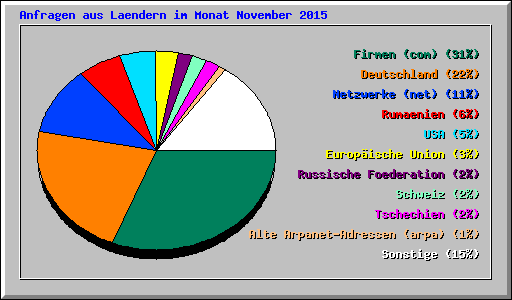 Anfragen aus Laendern im Monat November 2015
Firmen (com) (31%)
Deutschland (22%)
Netzwerke (net) (11%)
Rumaenien (6%)
USA (5%)
Europäische Union (3%)
Russische Foederation (2%)
Schweiz (2%)
Tschechien (2%)
Alte Arpanet-Adressen (arpa) (1%)
Sonstige (15%)